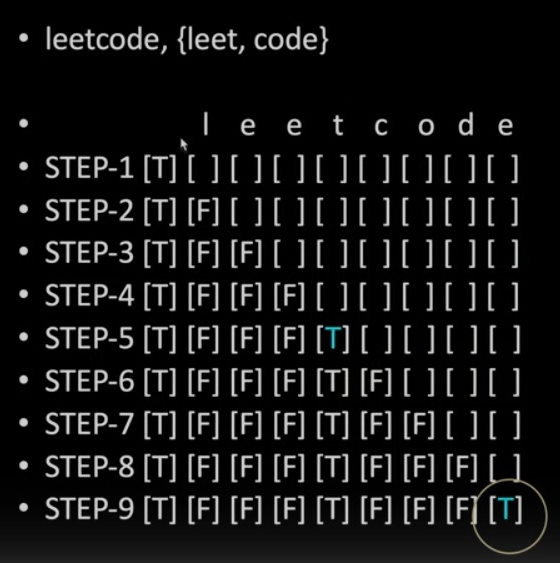 • leetcode, {leet, code}
• l e e t c o d e
• STEP-1 [T] [ ] [ ] [ ] [ ] [ ] [ ] [ ] [ ]
• STEP-2 [T] [F] [ ] [ ] [ ] [ ] [ ] [ ] [ ]
• STEP-3 [T] [F] [F] [ ] [ ] [ ] [ ] [ ] [ ]
• STEP-4 [T] [F] [F] [F] [ ] [ ] [ ] [ ] [ ]
• STEP-5 [T] [F] [F] [F] [T] [ ] [ ] [ ] [ ]
• STEP-6 [T] [F] [F] [F] [T] [F] [ ] [ ] [ ]
• STEP-7 [T] [F] [F] [F] [T] [F] [F] [ ] [ ]
• STEP-8 [T] [F] [F] [F] [T] [F] [F] [F] [ ]
• STEP-9 [T] [F] [F] [F] [T] [F] [F] [F] [T]